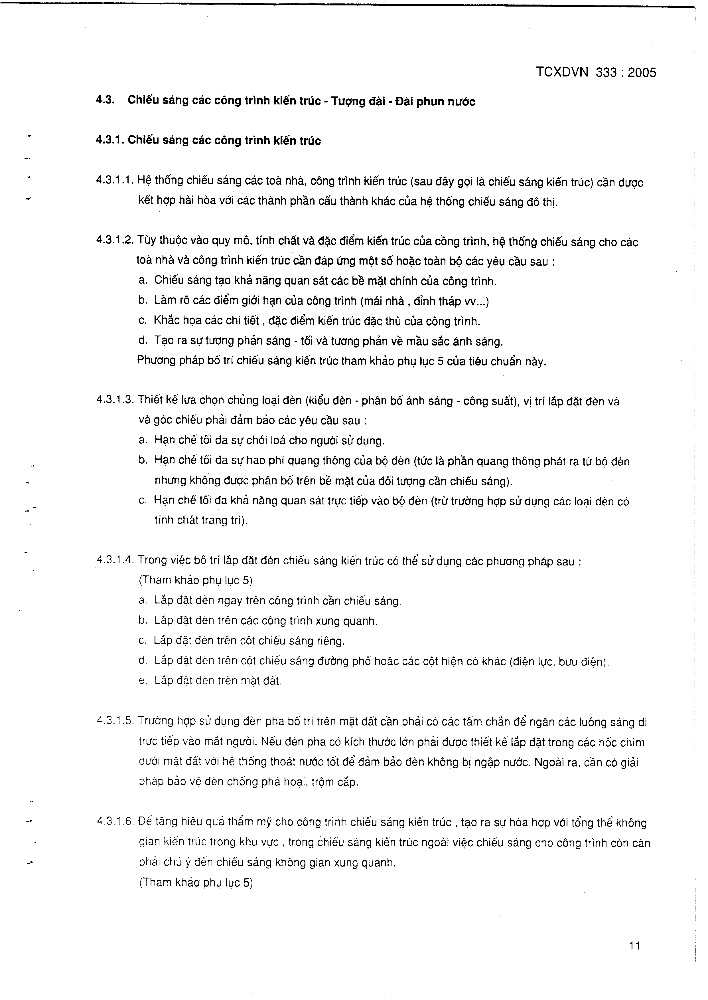 TCXDVN 333 : 2005
4.3. Chiếu sáng các công trình kiến trúc - Tượng đài - Đài phun nước
4.3.1. Chiếu sáng các công trình kiến trúc
4.3.1.1. Hệ thống chiếu sáng các toà nhà, công trình kiến trúc (sau đây gọi là chiếu sáng kiến trúc) cần được
kết hợp hài hòa với các thành phần cấu thành khác của hệ thống chiếu sáng đô thị.
4.3.1.2. Tùy thuộc vào quy mô, tính chất và đặc điểm kiến trúc của công trình, hệ thống chiếu sáng cho các
toà nhà và công trình kiến trúc cần đáp ứng một số hoặc toàn bộ các yêu cầu sau :
a. Chiếu sáng tạo khả năng quan sát các bề mặt chính của công trình.
b. Làm rõ các điểm giới hạn của công trình (mái nhà , đỉnh tháp vv...)
c. Khắc họa các chi tiết , đặc điểm kiến trúc đặc thù của công trình.
d. Tạo ra sự tương phản sáng - tối và tương phản về mầu sắc ánh sáng.
Phương pháp bố trí chiếu sáng kiến trúc tham khảo phụ lục 5 của tiêu chuẩn này.
4.3.1.3. Thiết kế lựa chọn chủng loại đèn (kiểu đèn - phân bố ánh sáng - công suất), vị trí lắp đặt đèn và
và góc chiếu phải đảm bảo các yêu cầu sau :
a. Hạn chế tối đa sự chói loá cho người sử dụng.
b. Hạn chế tối đa sự hao phí quang thông của bộ đèn (tức là phần quang thông phát ra từ bộ đèn
nhưng không được phân bố trên bề mặt của đối tượng cần chiếu sáng).
c. Hạn chế tối đa khả năng quan sát trực tiếp vào bộ đèn (trừ trường hợp sử dụng các loại đèn có
tính chất trang trí).
4.3.1.4. Trong việc bố trí lắp đặt đèn chiếu sáng kiến trúc có thể sử dụng các phương pháp sau :
(Tham khảo phụ lục 5)
a. Lắp đặt đèn ngay trên công trình cần chiếu sáng.
b. Lắp đặt đèn trên các công trình xung quanh.
c. Lắp đặt đèn trên cột chiếu sáng riêng.
d. Lắp đặt đèn trên cột chiếu sáng đường phố hoặc các cột hiện có khác (điện lực, bưu điện).
e. Lắp đặt đèn trên mặt đất.
4.3.1.5. Trường hợp sử dụng đèn pha bố trí trên mặt đất cần phải có các tấm chắn để ngăn các luồng sáng đi
trực tiếp vào mắt người. Nếu đèn pha có kích thước lớn phải được thiết kế lắp đặt trong các hốc chìm
dưới mặt đất với hệ thống thoát nước tốt để đảm bảo đèn không bị ngập nước. Ngoài ra, cần có giải
pháp bảo vệ đèn chống phá hoại, trộm cắp.
4.3.1.6. Để tăng hiệu quả thẩm mỹ cho công trình chiếu sáng kiến trúc , tạo ra sự hòa hợp với tổng thể không
gian kiến trúc trong khu vực , trong chiếu sáng kiến trúc ngoài việc chiếu sáng cho công trình còn cần
phải chú ý đến chiếu sáng không gian xung quanh.
(Tham khảo phụ lục 5)
11